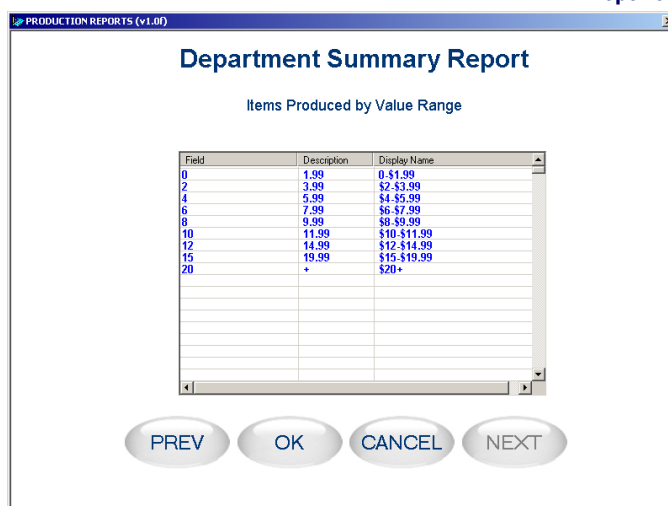 PRODUCTION REPORTS (v1.0f)
Department Summary Report
Items Produced by Value Range
Field Description Display Name
0 1.99 0-$1.99
2 3.99 $2-$3.99
4 5.99 $4-$5.99
6 7.99 $6-$7.99
8 9.99 $8-$9.99
10 11.99 $10-$11.99
12 14.99 $12-$14.99
15 19.99 $15-$19.99
20 + $20+
PREV OK CANCEL NEXT